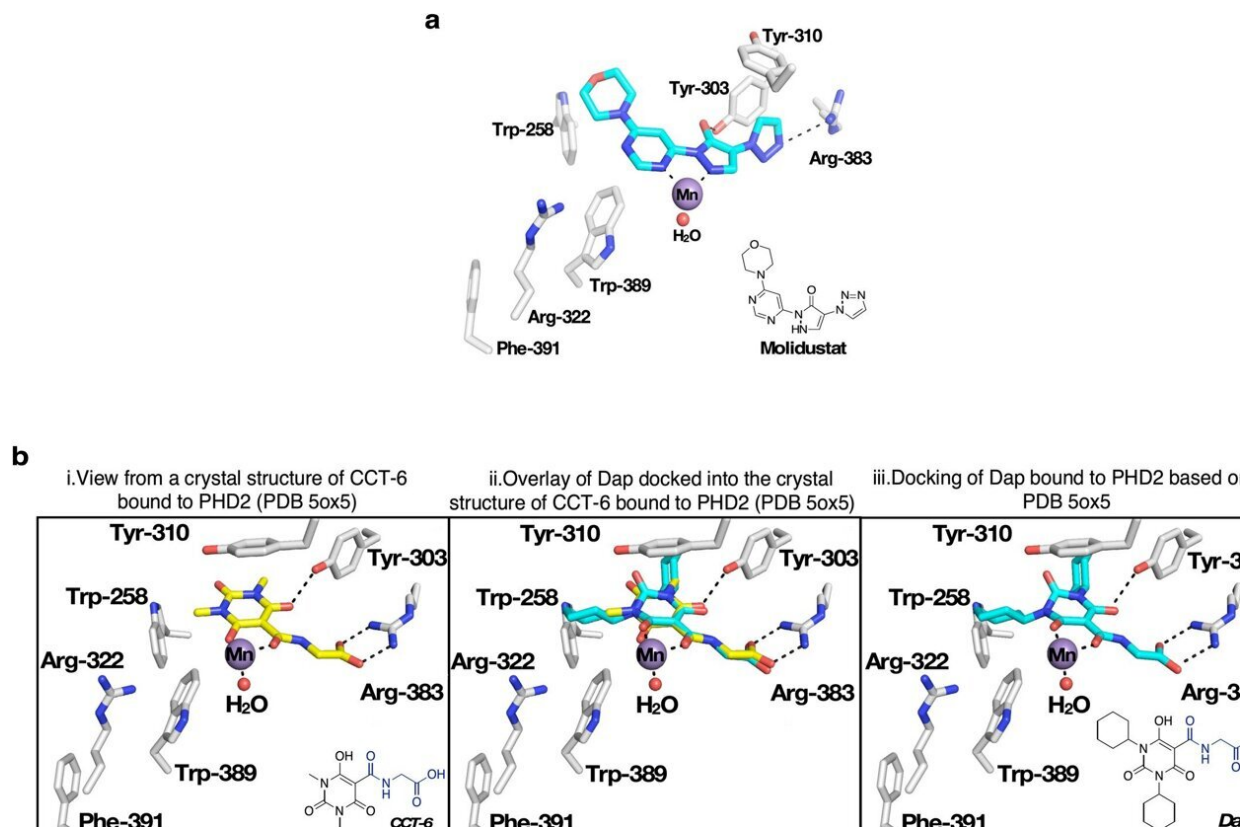 a
Tyr-310
Tyr-303
Trp-258
Arg-383
Mn
H₂O
Trp-389
Arg-322
Phe-391
O
N
N
N
N
O
HN
N
N=N
Molidustat
b
i.View from a crystal structure of CCT-6
bound to PHD2 (PDB 5ox5)
Tyr-310
Tyr-303
Trp-258
Arg-322
Mn
H₂O
Arg-383
Trp-389
Phe-391
OH
O
N
N
H
OH
O
O
N
O
CCT-6
ii.Overlay of Dap docked into the crystal
structure of CCT-6 bound to PHD2 (PDB 5ox5)
Tyr-310
Tyr-303
Trp-258
Arg-322
Mn
H₂O
Arg-383
Trp-389
Phe-391
iii.Docking of Dap bound to PHD2 based o
PDB 5ox5
Tyr-310
Tyr-3
Trp-258
Arg-322
Mn
H₂O
Arg-3
Trp-389
Phe-391
OH
O
N
N
H
O
O
N
O
Da